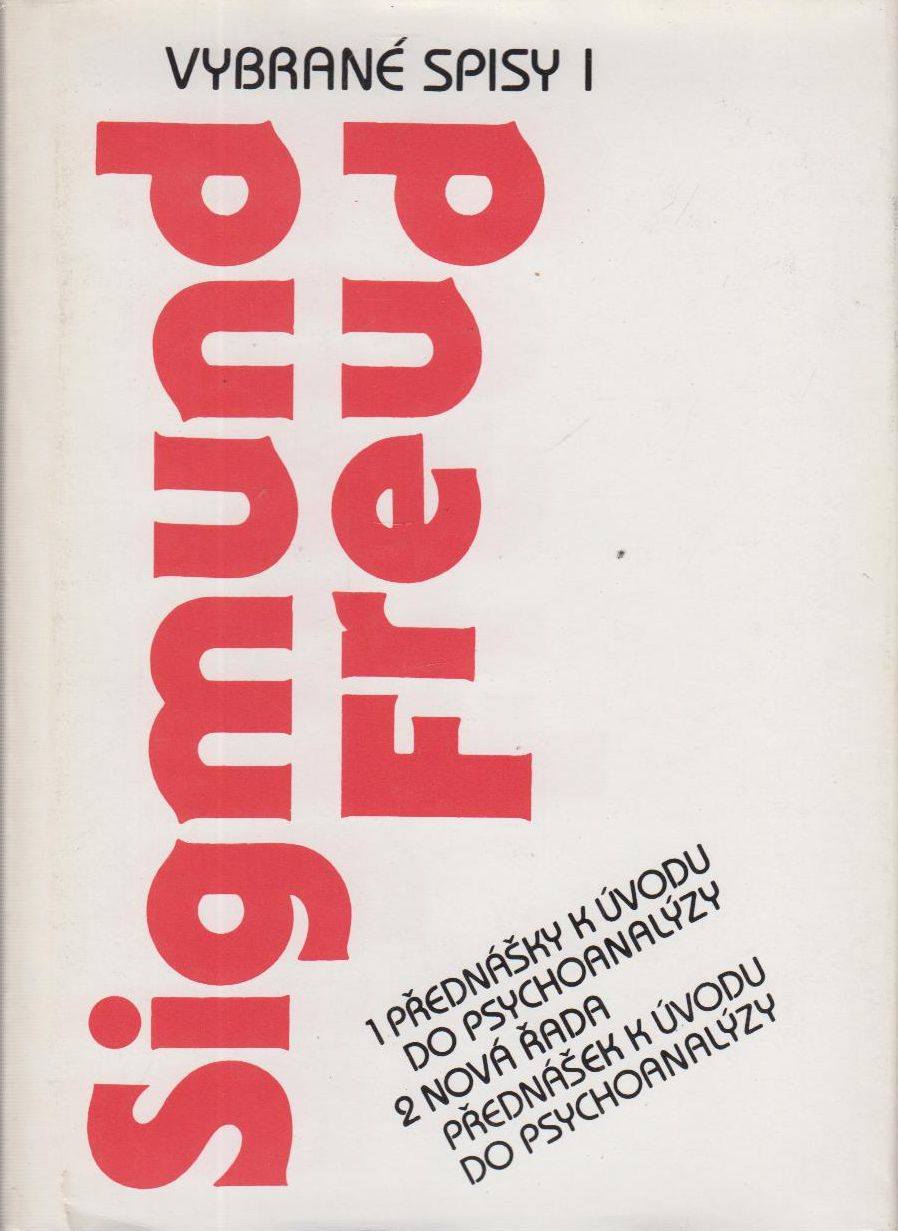 VYBRANÉ SPISY I
Sigmund
Freud
1 PŘEDNÁŠKY K ÚVODU
DO PSYCHOANALÝZY
2 NOVÁ ŘADA
PŘEDNÁŠEK K ÚVODU
DO PSYCHOANALÝZY